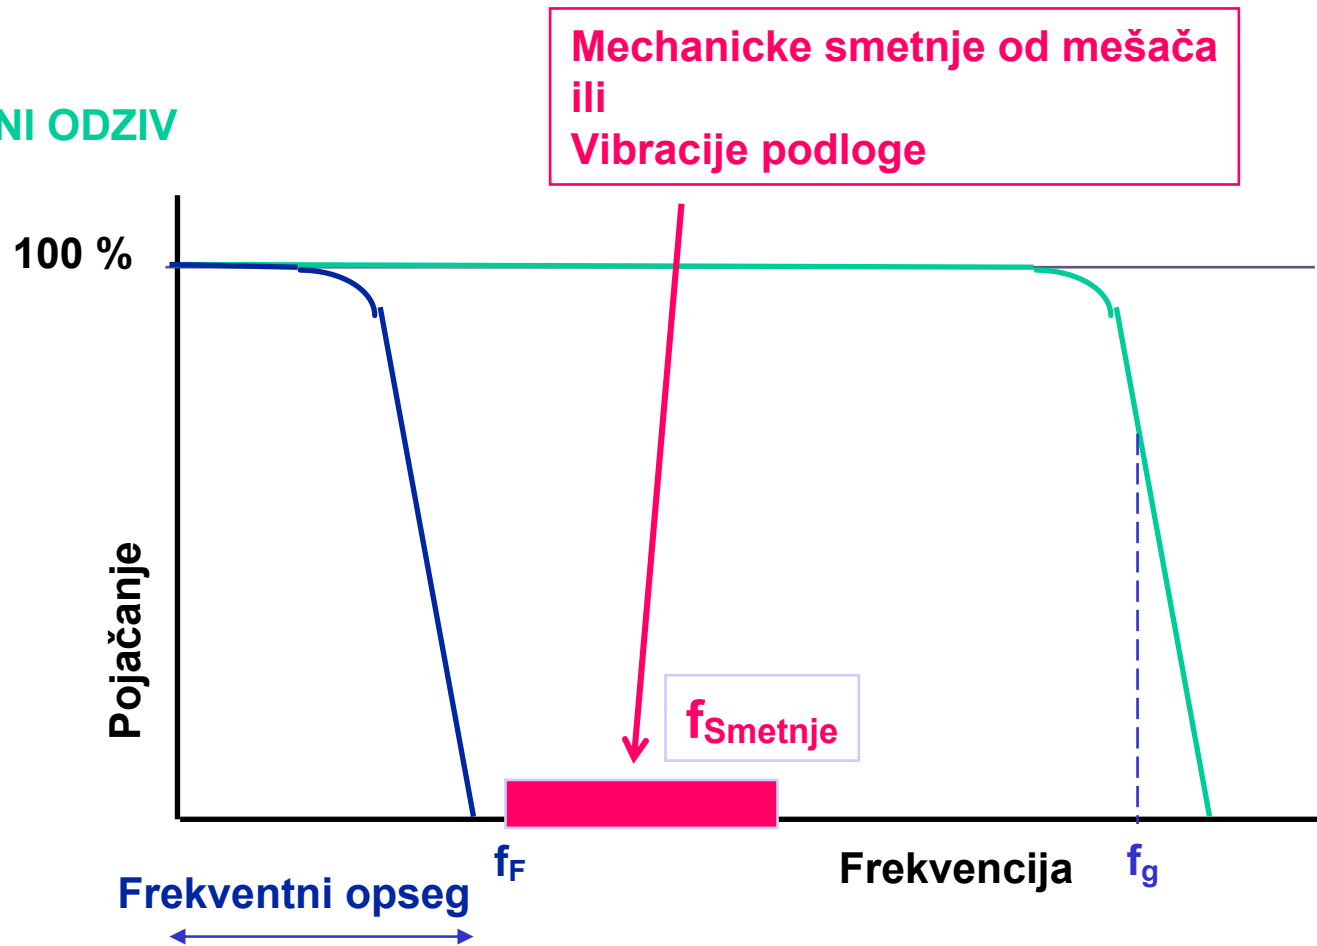 Mechanicke smetnje od mešača
ili
Vibracije podloge
NI ODZIV
100 %
Pojačanje
fSmetnje
fF
Frekvencija
fg
Frekventni opseg